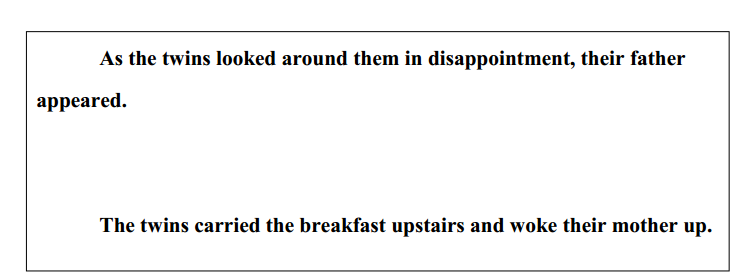 As the twins looked around them in disappointment, their father
appeared.
The twins carried the breakfast upstairs and woke their mother up.